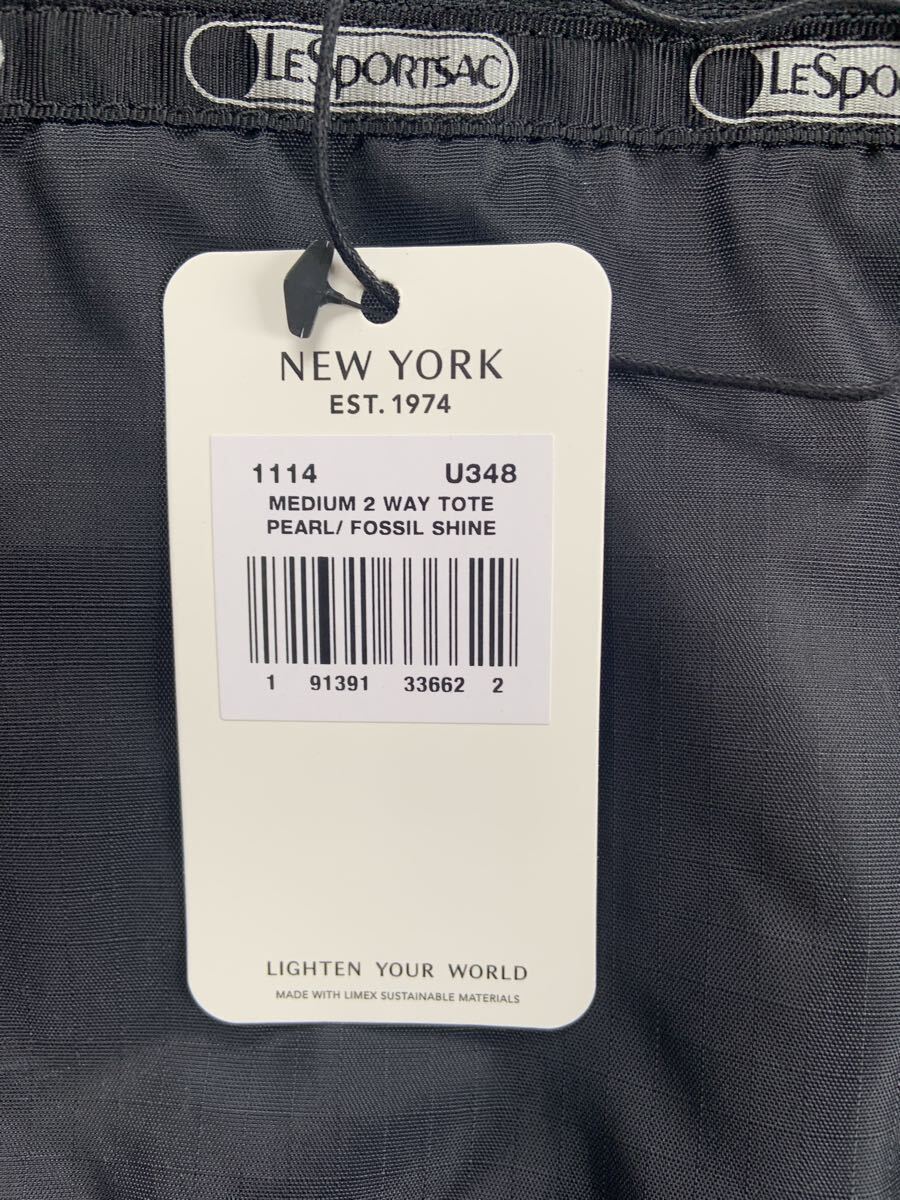 LESPORTSAC LESPO
NEW YORK
EST. 1974
1114 U348
MEDIUM 2 WAY TOTE
PEARL/ FOSSIL SHINE
1 91391 33662 2
LIGHTEN YOUR WORLD
MADE WITH LIMEX SUSTAINABLE MATERIALS